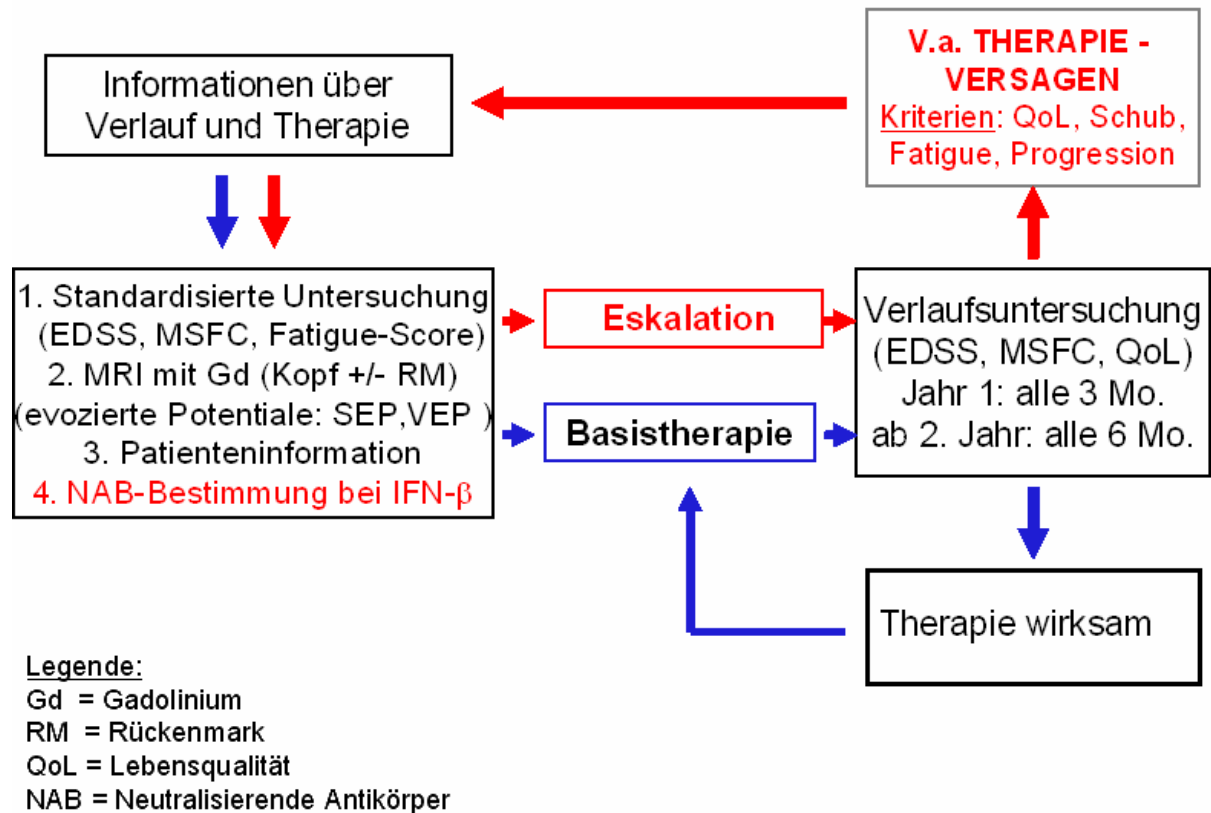 Informationen über
Verlauf und Therapie
V.a. THERAPIE -
VERSAGEN
Kriterien: QoL, Schub,
Fatigue, Progression
1. Standardisierte Untersuchung
(EDSS, MSFC, Fatigue-Score)
2. MRI mit Gd (Kopf +/- RM)
(evozierte Potentiale: SEP,VEP )
3. Patienteninformation
4. NAB-Bestimmung bei IFN-β
Eskalation
Basistherapie
Verlaufsuntersuchung
(EDSS, MSFC, QoL)
Jahr 1: alle 3 Mo.
ab 2. Jahr: alle 6 Mo.
Therapie wirksam
Legende:
Gd = Gadolinium
RM = Rückenmark
QoL = Lebensqualität
NAB = Neutralisierende Antikörper